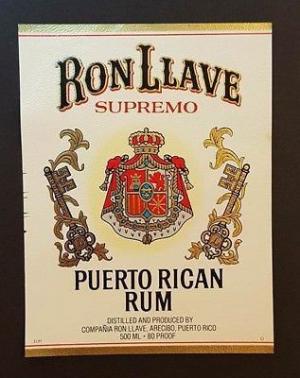 RON LLAVE
SUPREMO
PUERTO RICAN
RUM
DISTILLED AND PRODUCED BY
COMPAÑIA RON LLAVE, ARECIBO, PUERTO RICO
500 ML • 80 PROOF